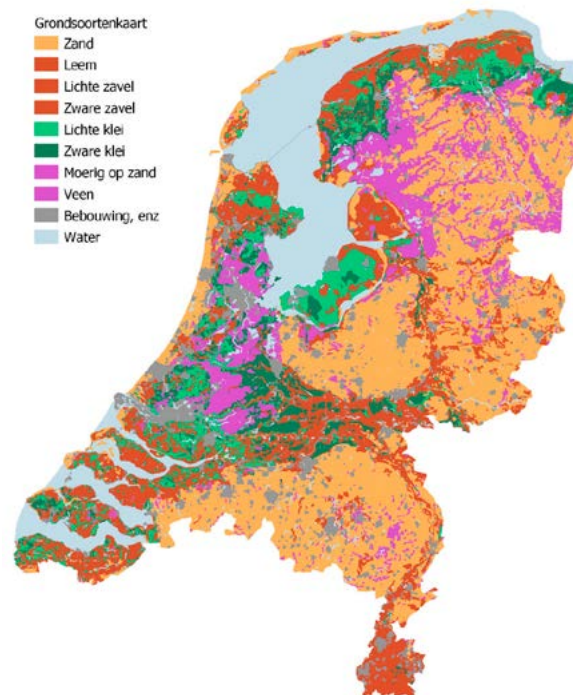 Grondsoortenkaart
Zand
Leem
Lichte zavel
Zware zavel
Lichte klei
Zware klei
Moerig op zand
Veen
Bebouwing, enz
Water